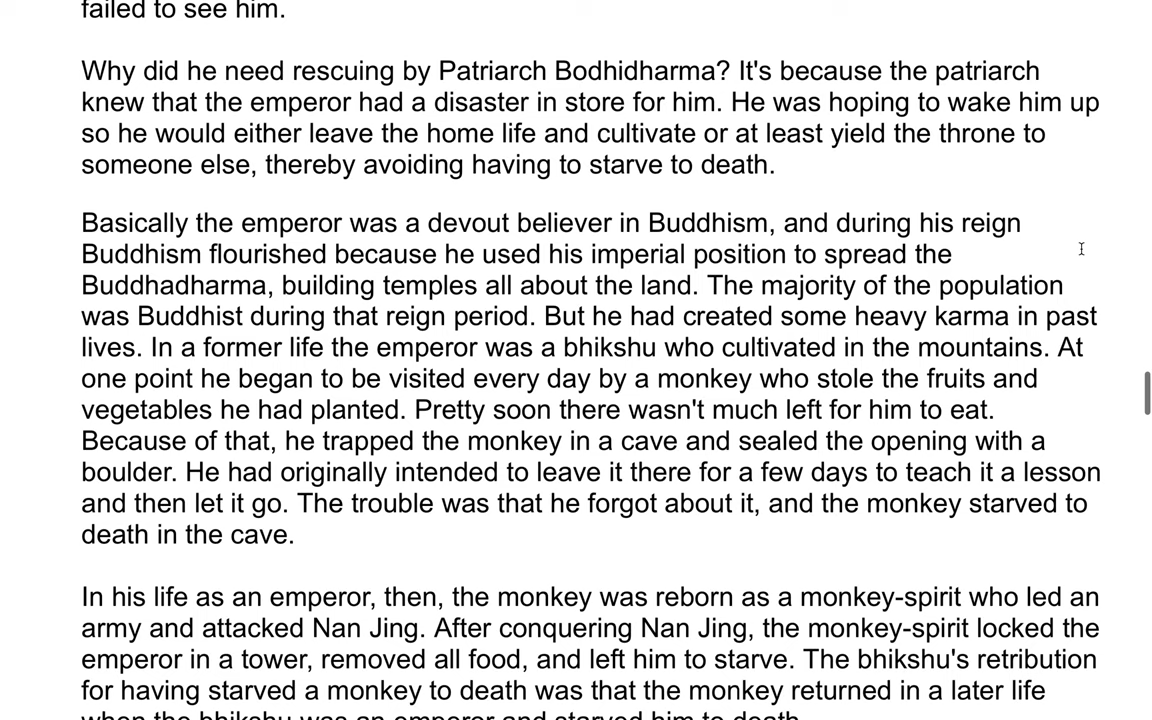 failed to see him.
Why did he need rescuing by Patriarch Bodhidharma? It's because the patriarch
knew that the emperor had a disaster in store for him. He was hoping to wake him up
so he would either leave the home life and cultivate or at least yield the throne to
someone else, thereby avoiding having to starve to death.
Basically the emperor was a devout believer in Buddhism, and during his reign
Buddhism flourished because he used his imperial position to spread the
Buddhadharma, building temples all about the land. The majority of the population
was Buddhist during that reign period. But he had created some heavy karma in past
lives. In a former life the emperor was a bhikshu who cultivated in the mountains. At
one point he began to be visited every day by a monkey who stole the fruits and
vegetables he had planted. Pretty soon there wasn't much left for him to eat.
Because of that, he trapped the monkey in a cave and sealed the opening with a
boulder. He had originally intended to leave it there for a few days to teach it a lesson
and then let it go. The trouble was that he forgot about it, and the monkey starved to
death in the cave.
In his life as an emperor, then, the monkey was reborn as a monkey-spirit who led an
army and attacked Nan Jing. After conquering Nan Jing, the monkey-spirit locked the
emperor in a tower, removed all food, and left him to starve. The bhikshu's retribution
for having starved a monkey to death was that the monkey returned in a later life
when the bhikshu was an emperor and starved him to death.